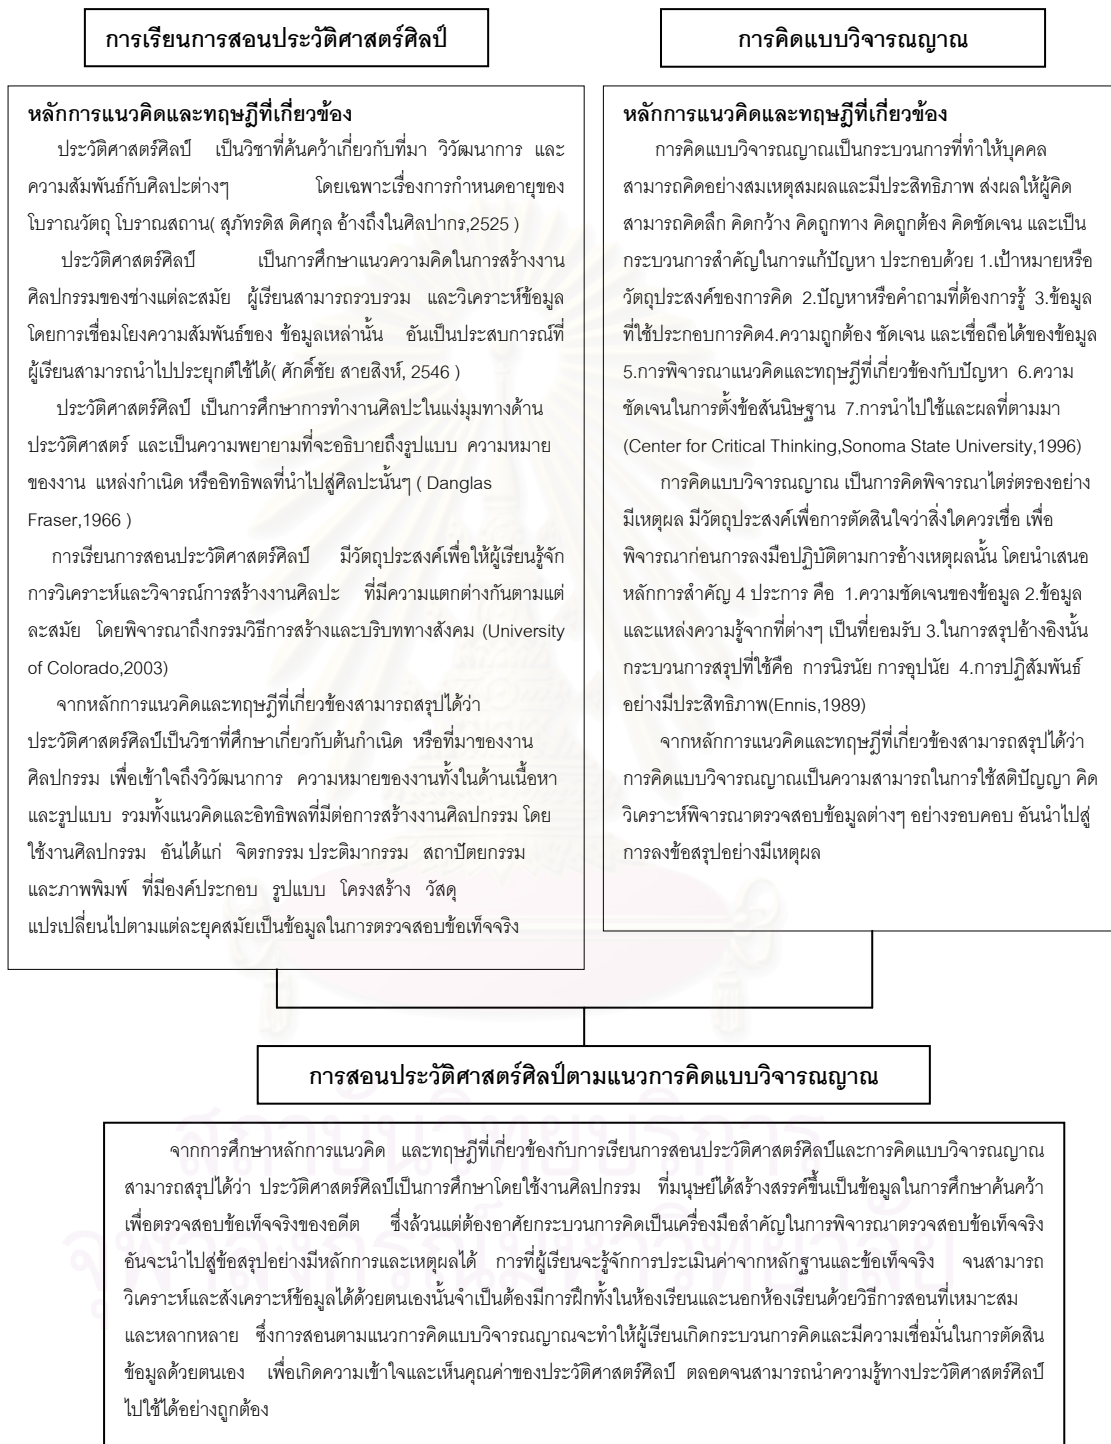 การเรียนการสอนประวัติศาสตร์ศิลป์
การคิดแบบวิจารณญาณ
หลักการแนวคิดและทฤษฎีที่เกี่ยวข้อง
ประวัติศาสตร์ศิลป์ เป็นวิชาที่ค้นคว้าเกี่ยวกับที่มา วิวัฒนาการ และ
ความสัมพันธ์กับศิลปะต่างๆ โดยเฉพาะเรื่องการกำหนดอายุของ
โบราณวัตถุ โบราณสถาน( สุภัทรดิส ดิศกุล อ้างถึงในศิลปากร,2525 )
ประวัติศาสตร์ศิลป์ เป็นการศึกษาแนวความคิดในการสร้างงาน
ศิลปกรรมของช่างแต่ละสมัย ผู้เรียนสามารถรวบรวม และวิเคราะห์ข้อมูล
โดยการเชื่อมโยงความสัมพันธ์ของ ข้อมูลเหล่านั้น อันเป็นประสบการณ์ที่
ผู้เรียนสามารถนำไปประยุกต์ใช้ได้( ศักดิ์ชัย สายสิงห์, 2546 )
ประวัติศาสตร์ศิลป์ เป็นการศึกษาการทำงานศิลปะในแง่มุมทางด้าน
ประวัติศาสตร์ และเป็นความพยายามที่จะอธิบายถึงรูปแบบ ความหมาย
ของงาน แหล่งกำเนิด หรืออิทธิพลที่นำไปสู่ศิลปะนั้นๆ ( Danglas
Fraser,1966 )
การเรียนการสอนประวัติศาสตร์ศิลป์ มีวัตถุประสงค์เพื่อให้ผู้เรียนรู้จัก
การวิเคราะห์และวิจารณ์การสร้างงานศิลปะ ที่มีความแตกต่างกันตามแต่
ละสมัย โดยพิจารณาถึงกรรมวิธีการสร้างและบริบททางสังคม (University
of Colorado,2003)
จากหลักการแนวคิดและทฤษฎีที่เกี่ยวข้องสามารถสรุปได้ว่า
ประวัติศาสตร์ศิลป์เป็นวิชาที่ศึกษาเกี่ยวกับต้นกำเนิด หรือที่มาของงาน
ศิลปกรรม เพื่อเข้าใจถึงวิวัฒนาการ ความหมายของงานทั้งในด้านเนื้อหา
และรูปแบบ รวมทั้งแนวคิดและอิทธิพลที่มีต่อการสร้างงานศิลปกรรม โดย
ใช้งานศิลปกรรม อันได้แก่ จิตรกรรม ประติมากรรม สถาปัตยกรรม
และภาพพิมพ์ ที่มีองค์ประกอบ รูปแบบ โครงสร้าง วัสดุ
แปรเปลี่ยนไปตามแต่ละยุคสมัยเป็นข้อมูลในการตรวจสอบข้อเท็จจริง
หลักการแนวคิดและทฤษฎีที่เกี่ยวข้อง
การคิดแบบวิจารณญาณเป็นกระบวนการที่ทำให้บุคคล
สามารถคิดอย่างสมเหตุสมผลและมีประสิทธิภาพ ส่งผลให้ผู้คิด
สามารถคิดลึก คิดกว้าง คิดถูกทาง คิดถูกต้อง คิดชัดเจน และเป็น
กระบวนการสำคัญในการแก้ปัญหา ประกอบด้วย 1.เป้าหมายหรือ
วัตถุประสงค์ของการคิด 2.ปัญหาหรือคำถามที่ต้องการรู้ 3.ข้อมูล
ที่ใช้ประกอบการคิด4.ความถูกต้อง ชัดเจน และเชื่อถือได้ของข้อมูล
5.การพิจารณาแนวคิดและทฤษฎีที่เกี่ยวข้องกับปัญหา 6.ความ
ชัดเจนในการตั้งข้อสันนิษฐาน 7.การนำไปใช้และผลที่ตามมา
(Center for Critical Thinking,Sonoma State University,1996)
การคิดแบบวิจารณญาณ เป็นการคิดพิจารณาไตร่ตรองอย่าง
มีเหตุผล มีวัตถุประสงค์เพื่อการตัดสินใจว่าสิ่งใดควรเชื่อ เพื่อ
พิจารณาก่อนการลงมือปฏิบัติตามการอ้างเหตุผลนั้น โดยนำเสนอ
หลักการสำคัญ 4 ประการ คือ 1.ความชัดเจนของข้อมูล 2.ข้อมูล
และแหล่งความรู้จากที่ต่างๆ เป็นที่ยอมรับ 3.ในการสรุปอ้างอิงนั้น
กระบวนการสรุปที่ใช้คือ การนิรนัย การอุปนัย 4.การปฏิสัมพันธ์
อย่างมีประสิทธิภาพ(Ennis,1989)
จากหลักการแนวคิดและทฤษฎีที่เกี่ยวข้องสามารถสรุปได้ว่า
การคิดแบบวิจารณญาณเป็นความสามารถในการใช้สติปัญญา คิด
วิเคราะห์พิจารณาตรวจสอบข้อมูลต่างๆ อย่างรอบคอบ อันนำไปสู่
การลงข้อสรุปอย่างมีเหตุผล
การสอนประวัติศาสตร์ศิลป์ตามแนวการคิดแบบวิจารณญาณ
จากการศึกษาหลักการแนวคิด และทฤษฎีที่เกี่ยวข้องกับการเรียนการสอนประวัติศาสตร์ศิลป์และการคิดแบบวิจารณญาณ
สามารถสรุปได้ว่า ประวัติศาสตร์ศิลป์เป็นการศึกษาโดยใช้งานศิลปกรรม ที่มนุษย์ได้สร้างสรรค์ขึ้นเป็นข้อมูลในการศึกษาค้นคว้า
เพื่อตรวจสอบข้อเท็จจริงของอดีต ซึ่งล้วนแต่ต้องอาศัยกระบวนการคิดเป็นเครื่องมือสำคัญในการพิจารณาตรวจสอบข้อเท็จจริง
อันจะนำไปสู่ข้อสรุปอย่างมีหลักการและเหตุผลได้ การที่ผู้เรียนจะรู้จักการประเมินค่าจากหลักฐานและข้อเท็จจริง จนสามารถ
วิเคราะห์และสังเคราะห์ข้อมูลได้ด้วยตนเองนั้นจำเป็นต้องมีการฝึกทั้งในห้องเรียนและนอกห้องเรียนด้วยวิธีการสอนที่เหมาะสม
และหลากหลาย ซึ่งการสอนตามแนวการคิดแบบวิจารณญาณจะทำให้ผู้เรียนเกิดกระบวนการคิดและมีความเชื่อมั่นในการตัดสิน
ข้อมูลด้วยตนเอง เพื่อเกิดความเข้าใจและเห็นคุณค่าของประวัติศาสตร์ศิลป์ ตลอดจนสามารถนำความรู้ทางประวัติศาสตร์ศิลป์
ไปใช้ได้อย่างถูกต้อง
สถาบันวิทยบริการ
จุฬาลงกรณ์มหาวิทยาลัย